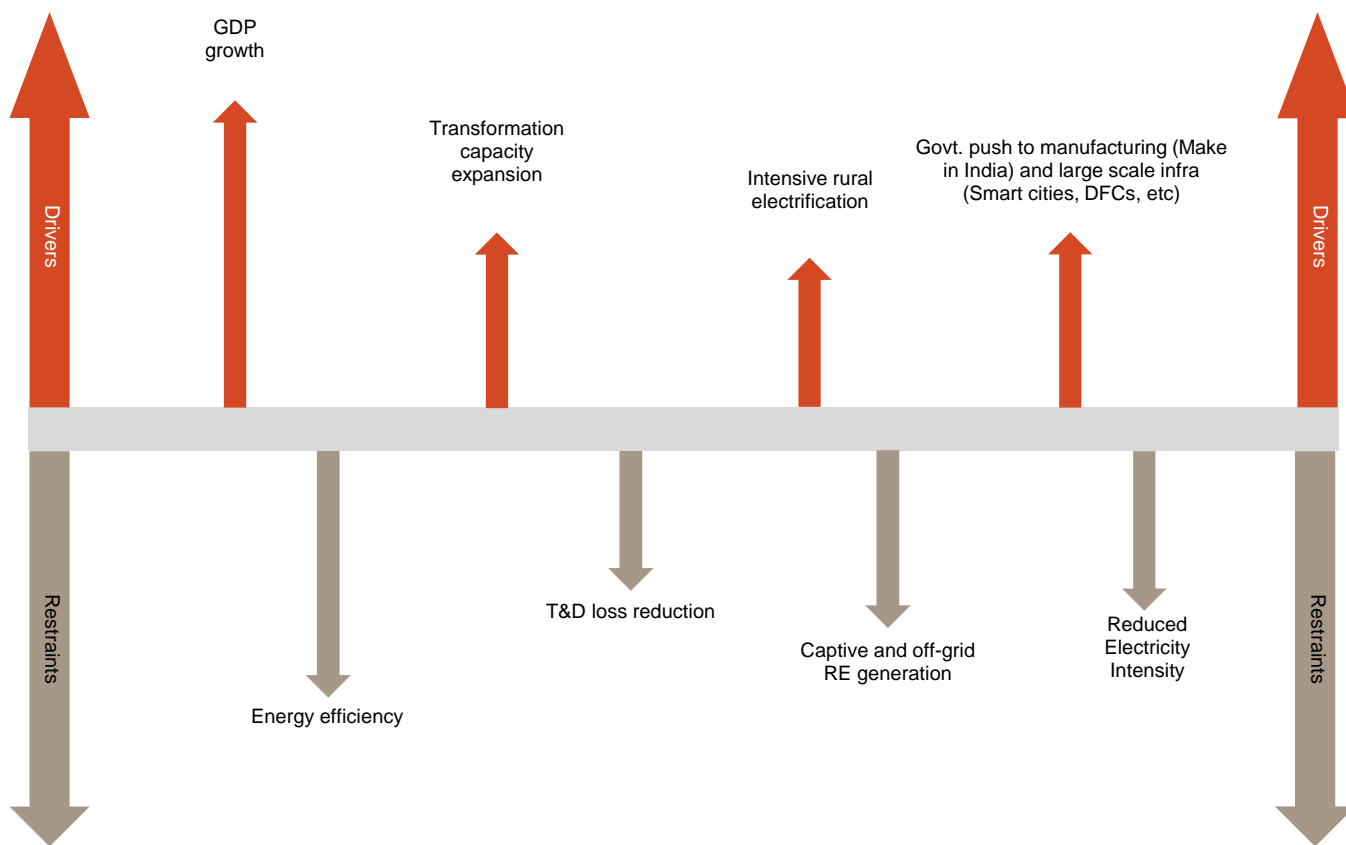 GDP
growth
Transformation
capacity
expansion
Intensive rural
electrification
Govt. push to manufacturing (Make
in India) and large scale infra
(Smart cities, DFCs, etc)
Drivers
Drivers
Restraints
Restraints
Energy efficiency
T&D loss reduction
Captive and off-grid
RE generation
Reduced
Electricity
Intensity